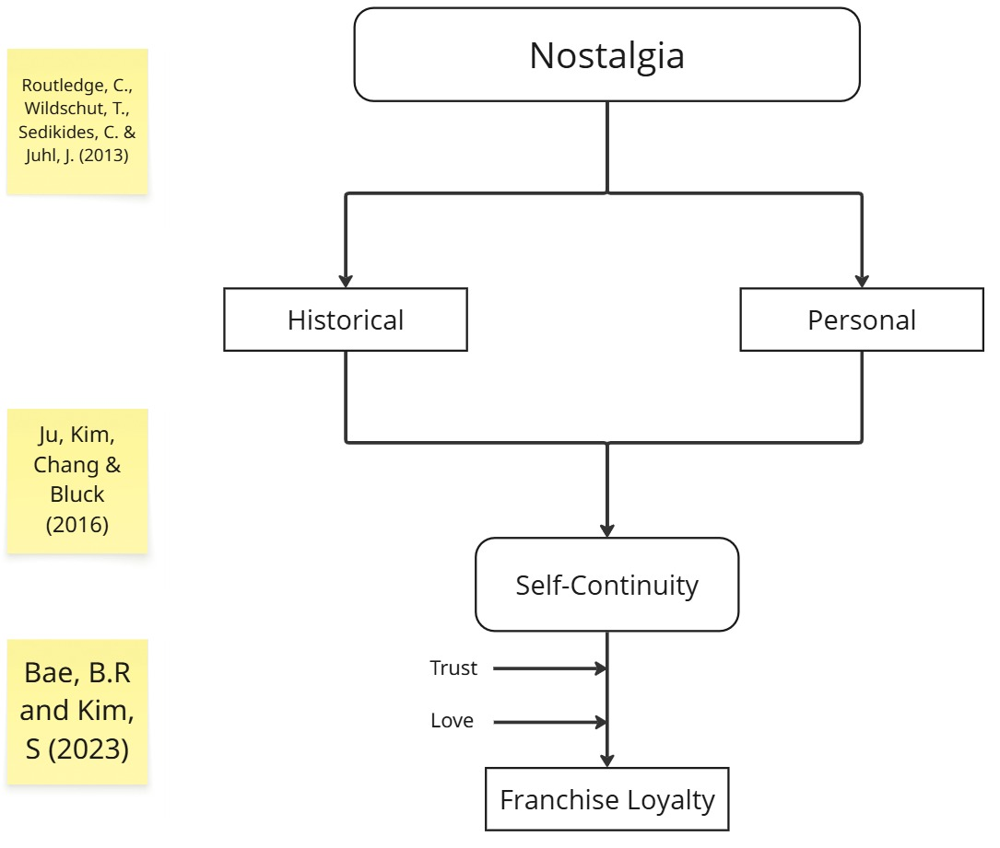 Nostalgia
Routledge, C.,
Wildschut, T.,
Sedikides, C. &
Juhl, J. (2013)
Historical
Personal
Ju, Kim,
Chang &
Bluck
(2016)
Self-Continuity
Bae, B.R
and Kim,
S (2023)
Trust
Love
Franchise Loyalty